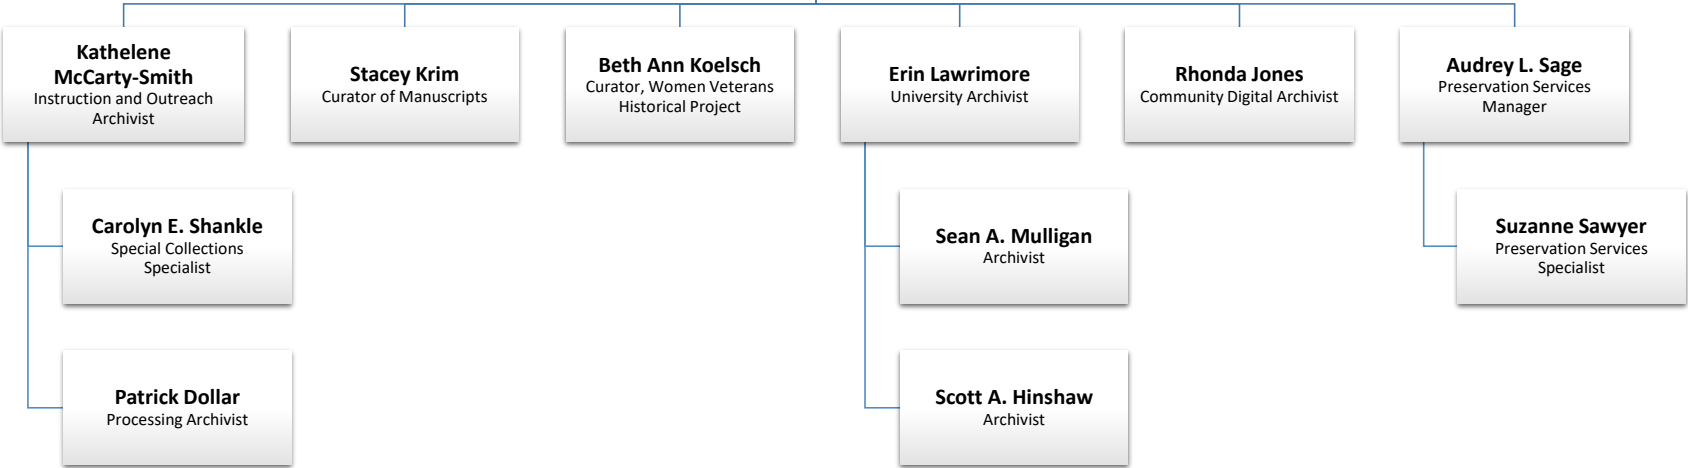 Kathelene
McCarty-Smith
Instruction and Outreach
Archivist
Stacey Krim
Curator of Manuscripts
Beth Ann Koelsch
Curator, Women Veterans
Historical Project
Erin Lawrimore
University Archivist
Rhonda Jones
Community Digital Archivist
Audrey L. Sage
Preservation Services
Manager
Carolyn E. Shankle
Special Collections
Specialist
Sean A. Mulligan
Archivist
Suzanne Sawyer
Preservation Services
Specialist
Patrick Dollar
Processing Archivist
Scott A. Hinshaw
Archivist